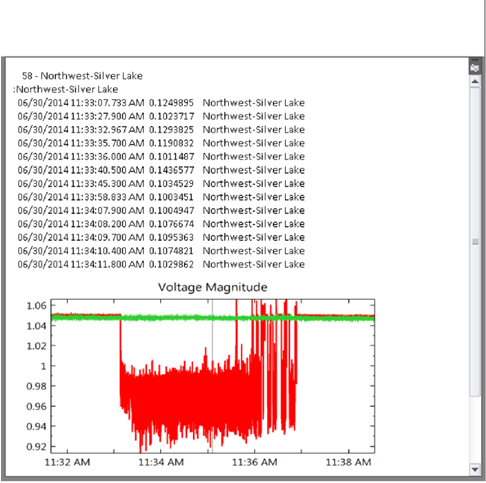 58 - Northwest-Silver Lake
:Northwest-Silver Lake
06/30/2014 11:33:07.733 AM 0.1249895 Northwest-Silver Lake
06/30/2014 11:33:27.900 AM 0.1023717 Northwest-Silver Lake
06/30/2014 11:33:32.967 AM 0.1293825 Northwest-Silver Lake
06/30/2014 11:33:35.700 AM 0.1190832 Northwest-Silver Lake
06/30/2014 11:33:36.000 AM 0.1011487 Northwest-Silver Lake
06/30/2014 11:33:40.500 AM 0.1436577 Northwest-Silver Lake
06/30/2014 11:33:45.300 AM 0.1034529 Northwest-Silver Lake
06/30/2014 11:33:58.833 AM 0.1003451 Northwest-Silver Lake
06/30/2014 11:34:07.900 AM 0.1004947 Northwest-Silver Lake
06/30/2014 11:34:08.200 AM 0.1076674 Northwest-Silver Lake
06/30/2014 11:34:09.700 AM 0.1095363 Northwest-Silver Lake
06/30/2014 11:34:10.400 AM 0.1074821 Northwest-Silver Lake
06/30/2014 11:34:11.800 AM 0.1029862 Northwest-Silver Lake
Voltage Magnitude
1.06
1.04
1.02
1
0.98
0.96
0.94
0.92
11:32 AM 11:34 AM 11:36 AM 11:38 AM